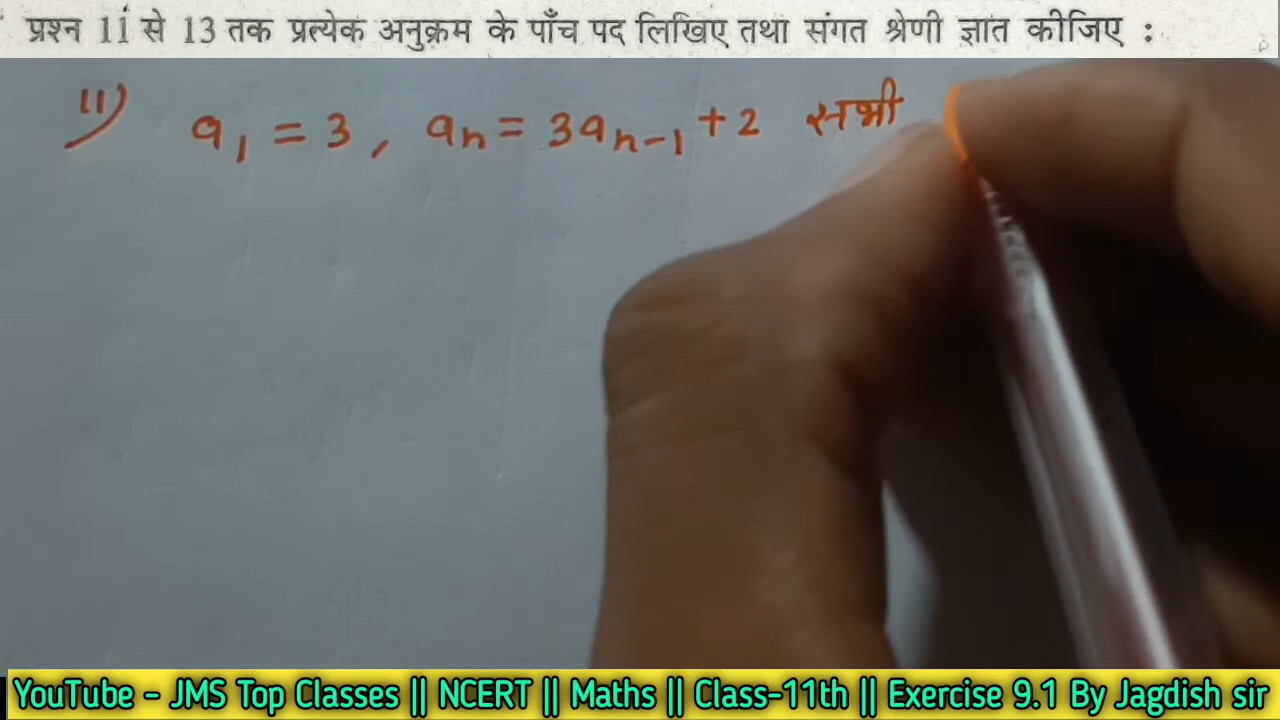 प्रश्न 11 से 13 तक प्रत्येक अनुक्रम के पाँच पद लिखिए तथा संगत श्रेणी ज्ञात कीजिए :
11) a₁ = 3, aₙ = 3aₙ₋₁ + 2 सभी
YouTube - JMS Top Classes || NCERT || Maths || Class-11th || Exercise 9.1 By Jagdish sir